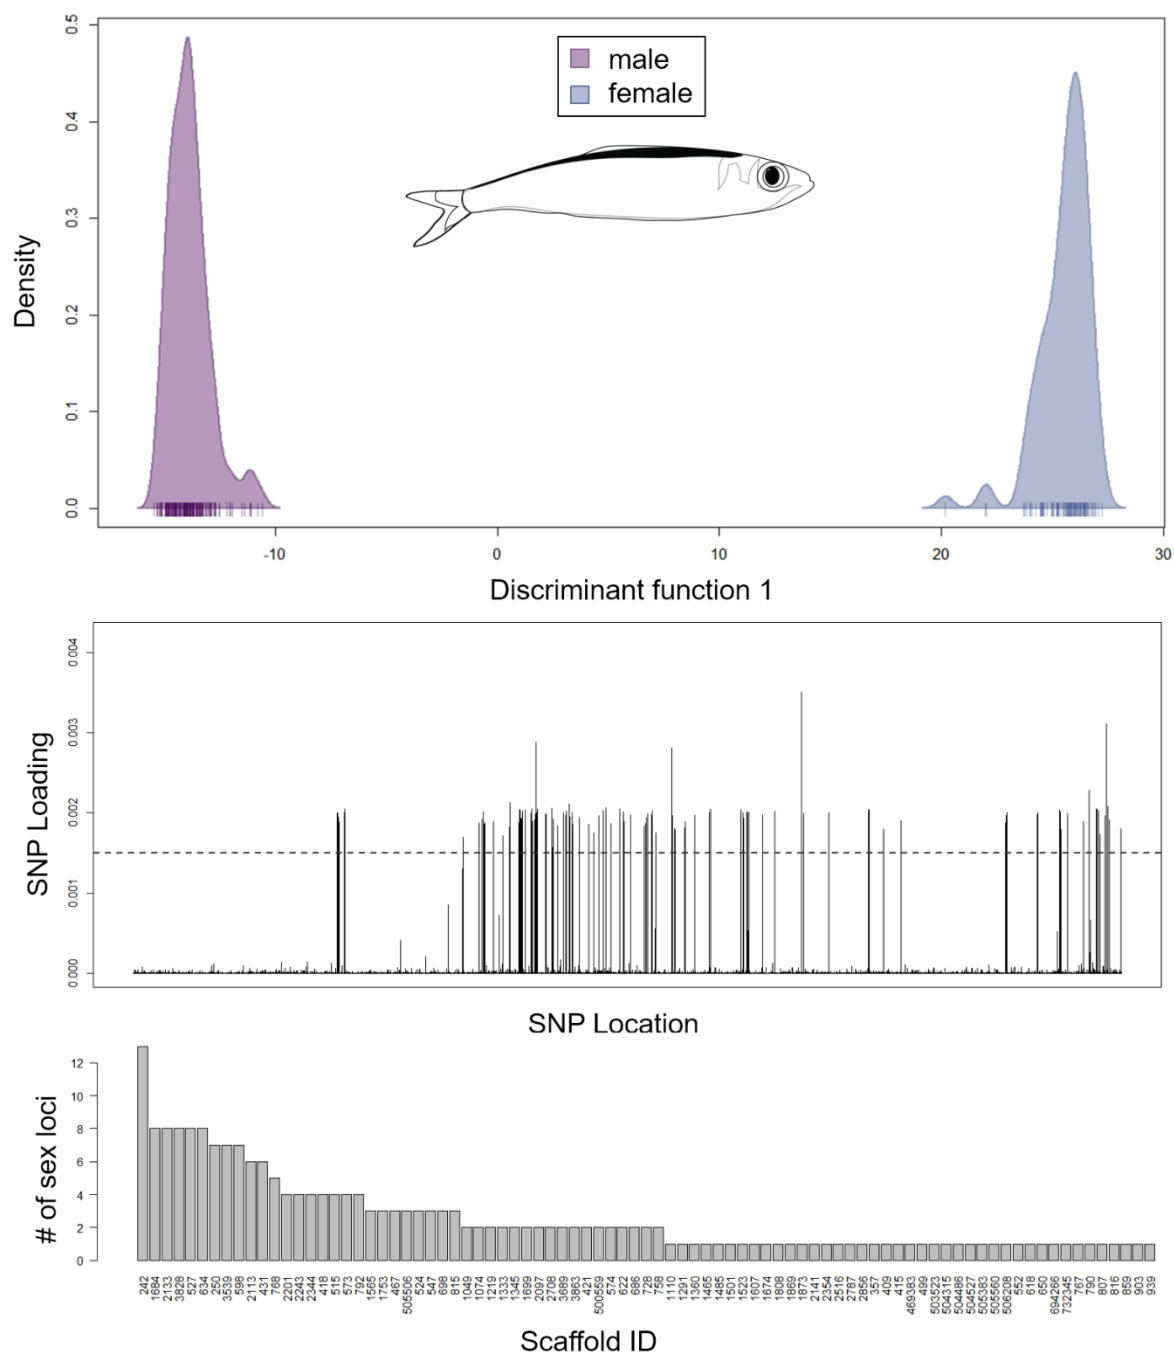 male
female
0.5
0.4
0.3
0.2
0.1
0.0
Density
-10 0 10 20 30
Discriminant function 1
0.004
0.003
0.002
0.001
0.000
SNP Loading
SNP Location
12
10
8
6
4
2
0
# of sex loci
242 1684 2133 3828 527 634 250 3539 598 2113 431 768 2201 2243 2344 418 515 573 792 1565 1753 467 505506 524 547 698 815 1049 1074 1219 1333 1345 1699 2097 2708 3689 3863 421 500559 574 622 686 728 758 1110 1291 1360 1465 1485 1501 1523 1607 1674 1808 1869 1873 2141 2354 2516 2787 2856 357 409 415 469383 499 503523 504315 504486 504527 505383 505560 506208 552 618 650 694266 732345 767 790 807 816 859 903 939
Scaffold ID